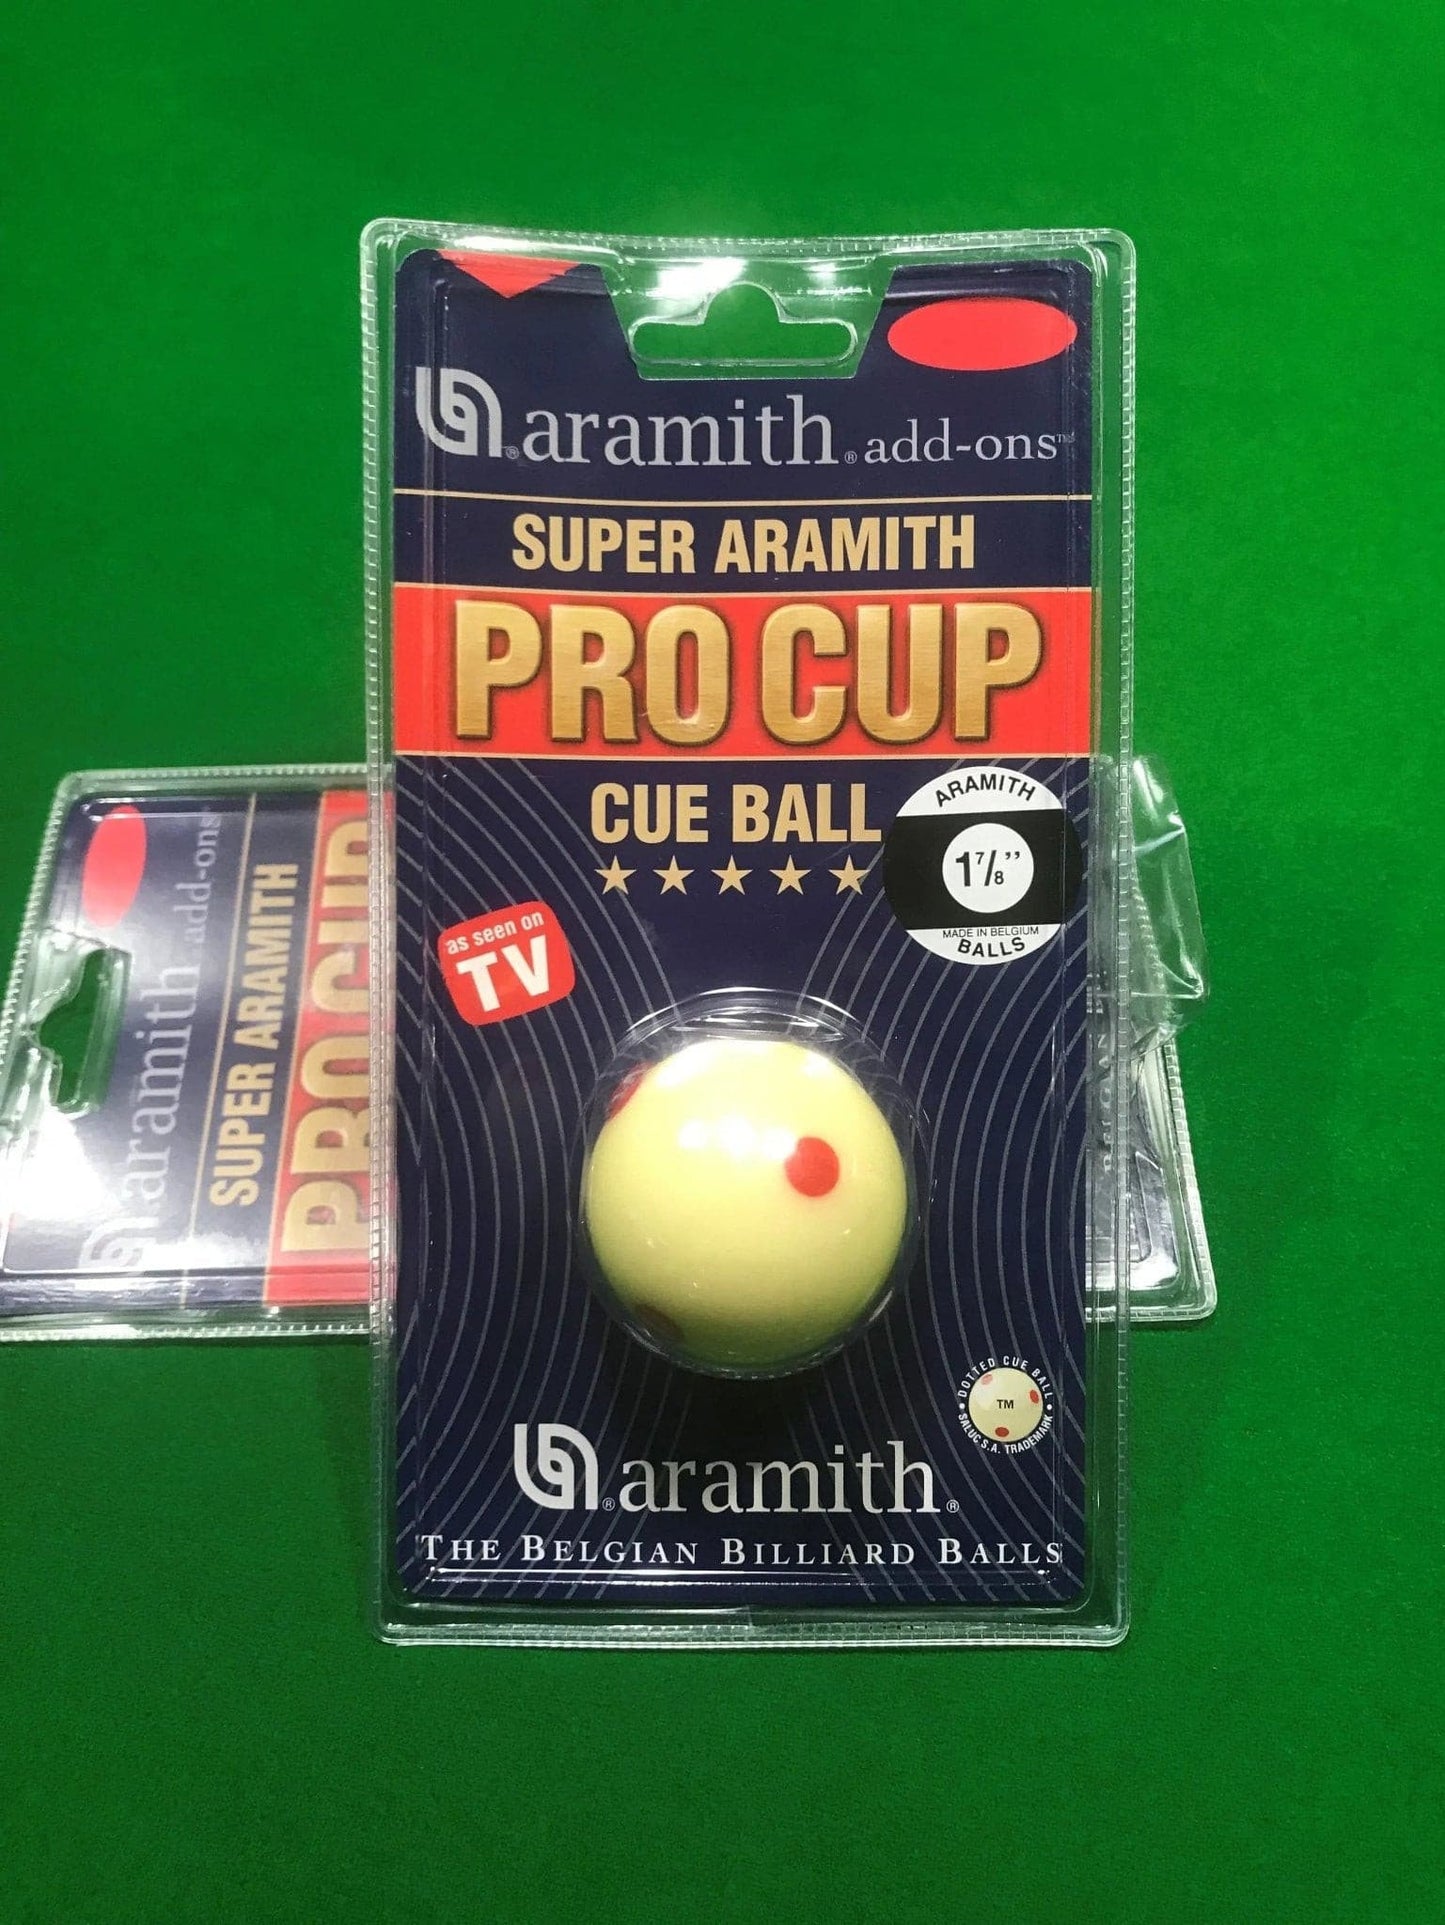 aramith® add-ons™
SUPER ARAMITH
PRO CUP
CUE BALL
ARAMITH
1 7/8"
MADE IN BELGIUM
BALLS
as seen on
TV
DOTTED CUE BALL
TM
SALUC S.A. TRADEMARK
aramith®
THE BELGIAN BILLIARD BALLS
aramith add-ons
SUPER ARAMITH
PRO CUP